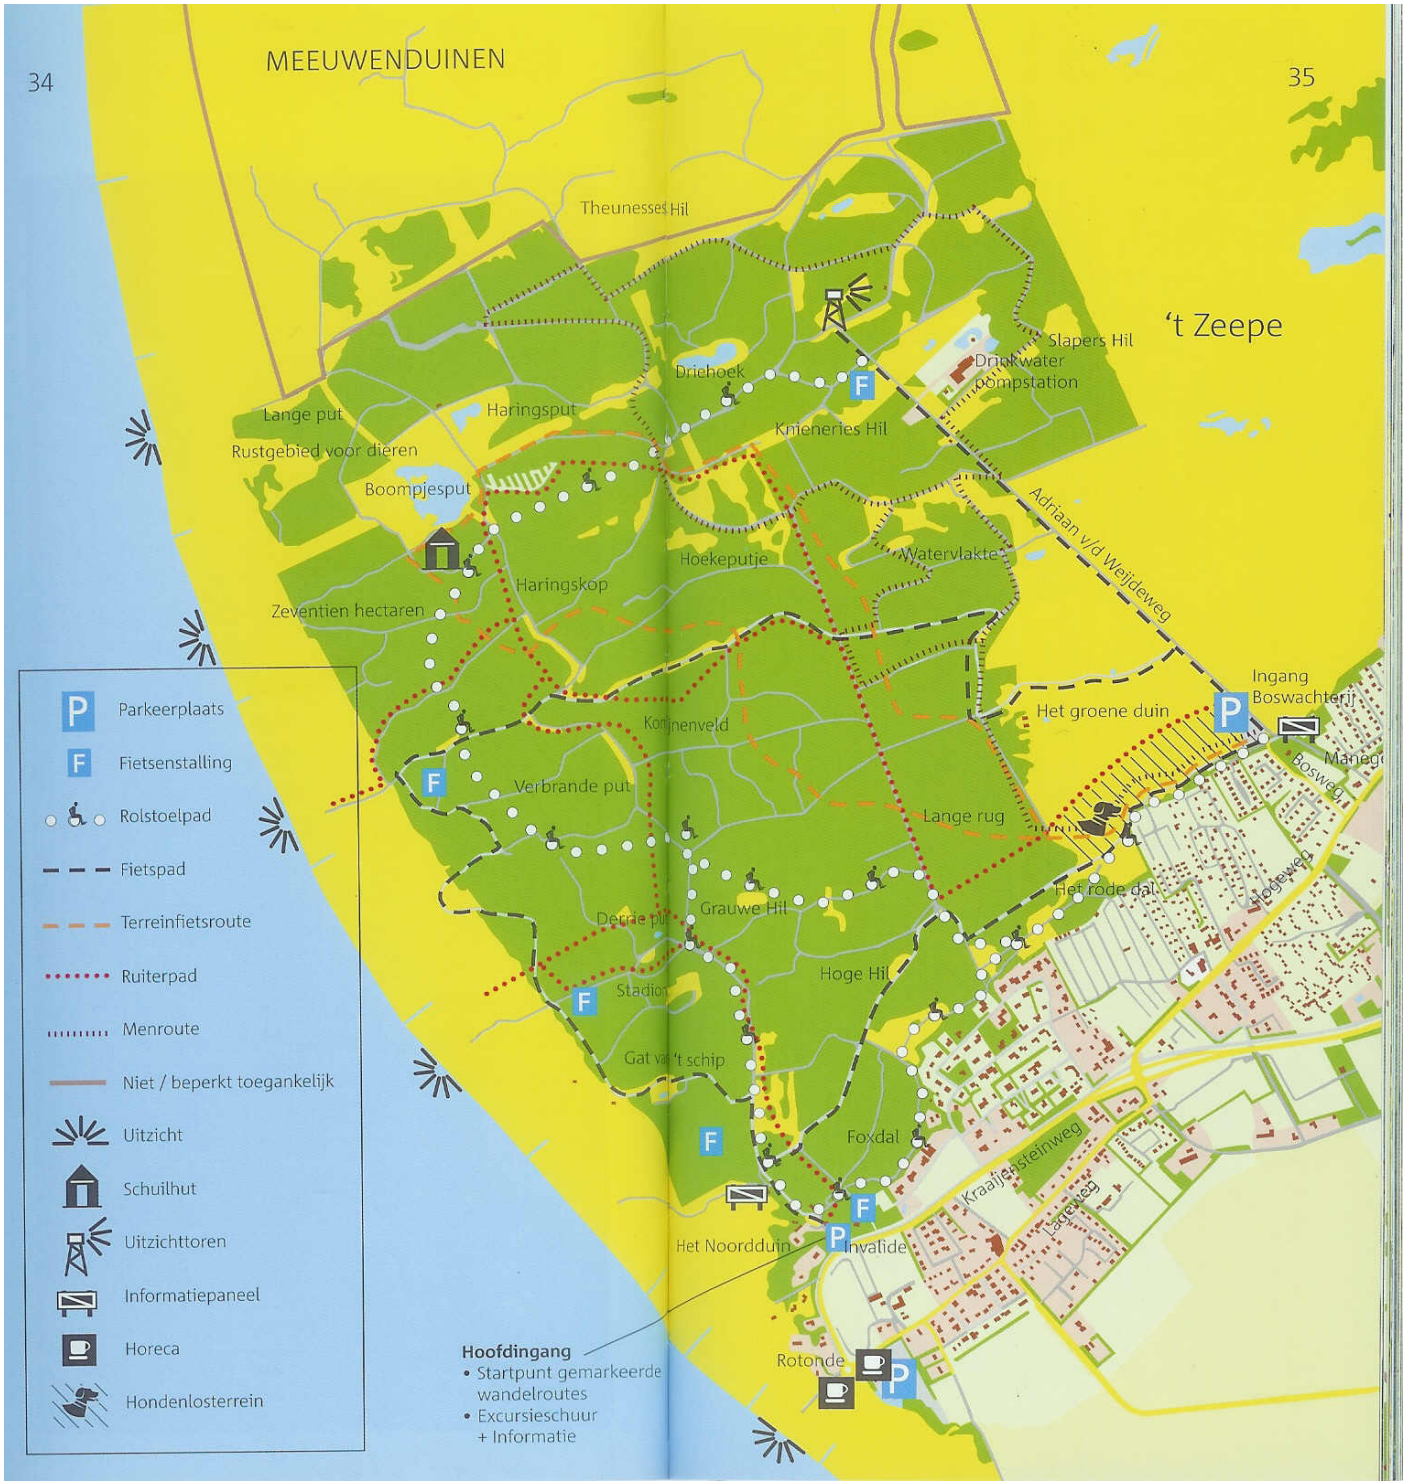 34
MEEUWENDUINEN
35
Theunesses Hil
't Zeepe
Slapers Hil
Drinkwater
pompstation
Driehoek
F
Lange put
Haringsput
Knieneries Hil
Rustgebied voor dieren
Boompjesput
Adriaan v/d Weijdeweg
Hoekeputje
Watervlakte
Haringskop
Zeventien hectaren
Ingang
Boswachterij
Het groene duin
P
Konijnenveld
Manege
Bosweg
F
Verbrande put
Lange rug
Hogeweg
Het rode dal
Grauwe Hil
Derrie put
Hoge Hil
Stadion
F
Gat van 't schip
F
Foxdal
Kraaijensteinweg
Lageweg
F
P
Het Noordduin
Invalide
Rotonde
P
P Parkeerplaats
F Fietsenstalling
Rolstoelpad
Fietspad
Terreinfietsroute
Ruiterpad
Menroute
Niet / beperkt toegankelijk
Uitzicht
Schuilhut
Uitzichttoren
Informatiepaneel
Horeca
Hondenlosterrein
Hoofdingang
• Startpunt gemarkeerde
wandelroutes
• Excursieschuur
+ Informatie